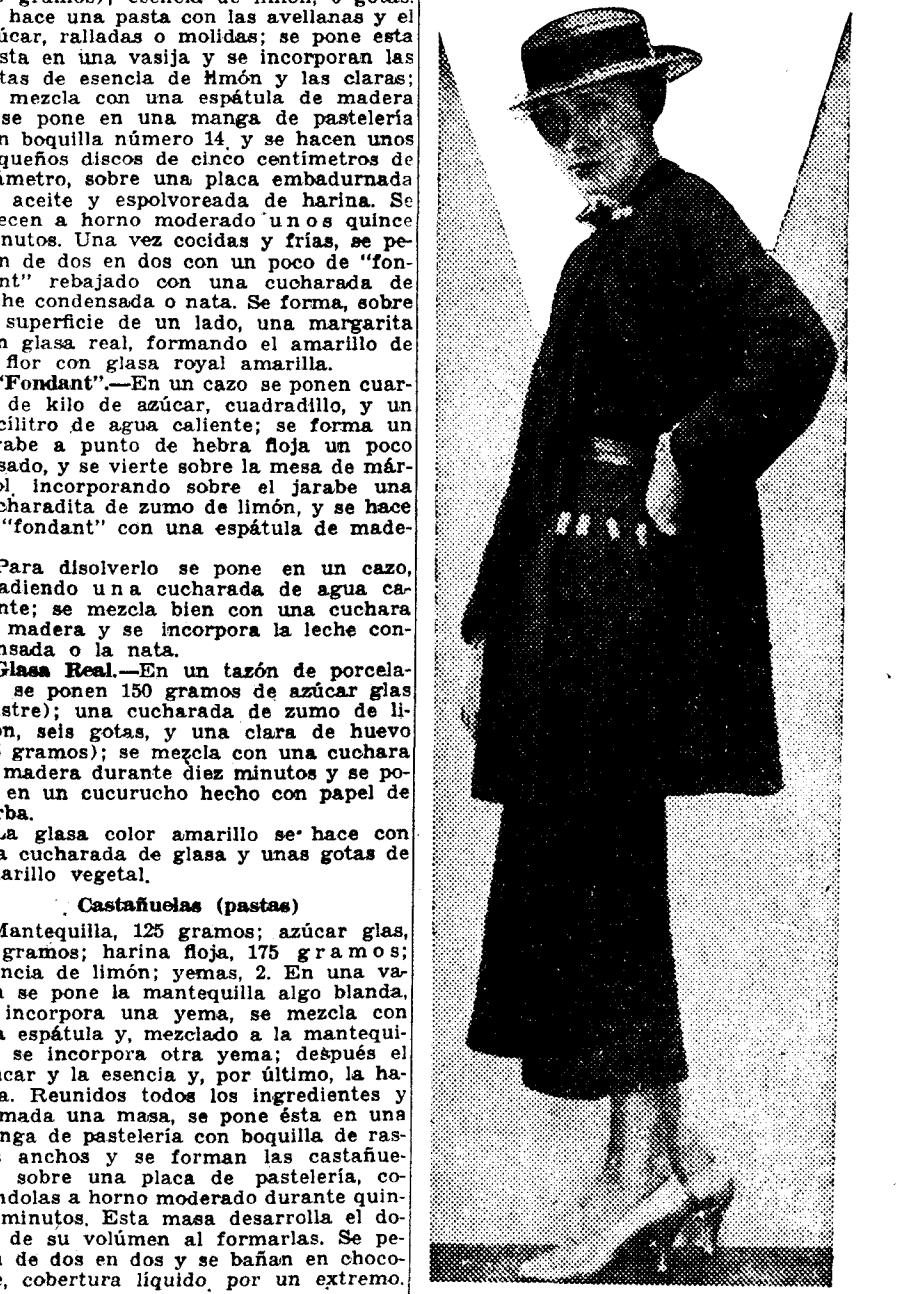 gramos); esencia de limón, 6 gotas.
hace una pasta con las avellanas y el
úcar, ralladas o molidas; se pone esta
sta en una vasija y se incorporan las
tas de esencia de limón y las claras;
mezcla con una espátula de madera
se pone en una manga de pastelería
n boquilla número 14, y se hacen unos
queños discos de cinco centímetros de
ámetro, sobre una placa embadurnada
aceite y espolvoreada de harina. Se
ecen a horno moderado unos quince
nutos. Una vez cocidas y frías, se pe-
n de dos en dos con un poco de "fon-
nt" rebajado con una cucharada de
he condensada o nata. Se forma, sobre
superficie de un lado, una margarita
n glasa real, formando el amarillo de
flor con glasa royal amarilla.
"Fondant".—En un cazo se ponen cuar-
de kilo de azúcar, cuadradillo, y un
cilitro de agua caliente; se forma un
rabe a punto de hebra floja un poco
sado, y se vierte sobre la mesa de már-
ol, incorporando sobre el jarabe una
charadita de zumo de limón, y se hace
"fondant" con una espátula de made-
Para disolverlo se pone en un cazo,
adiendo una cucharada de agua ca-
nte; se mezcla bien con una cuchara
madera y se incorpora la leche con-
nsada o la nata.
Glasa Real.—En un tazón de porcela-
se ponen 150 gramos de azúcar glas
stre); una cucharada de zumo de li-
ón, seis gotas, y una clara de huevo
gramos); se mezcla con una cuchara
madera durante diez minutos y se po-
en un cucurucho hecho con papel de
rba.
La glasa color amarillo se hace con
a cucharada de glasa y unas gotas de
arillo vegetal.
Castañuelas (pastas)
Mantequilla, 125 gramos; azúcar glas,
gramos; harina floja, 175 gramos;
encia de limón; yemas, 2. En una va-
a se pone la mantequilla algo blanda,
incorpora una yema, se mezcla con
a espátula y, mezclado a la mantequi-
se incorpora otra yema; después el
úcar y la esencia y, por último, la ha-
a. Reunidos todos los ingredientes y
mada una masa, se pone ésta en una
nga de pastelería con boquilla de ras-
s anchos y se forman las castañue-
sobre una placa de pastelería, co-
ndolas a horno moderado durante quin-
minutos. Esta masa desarrolla el do-
de su volúmen al formarlas. Se pe-
n de dos en dos y se bañan en choco-
e, cobertura líquido por un extremo.